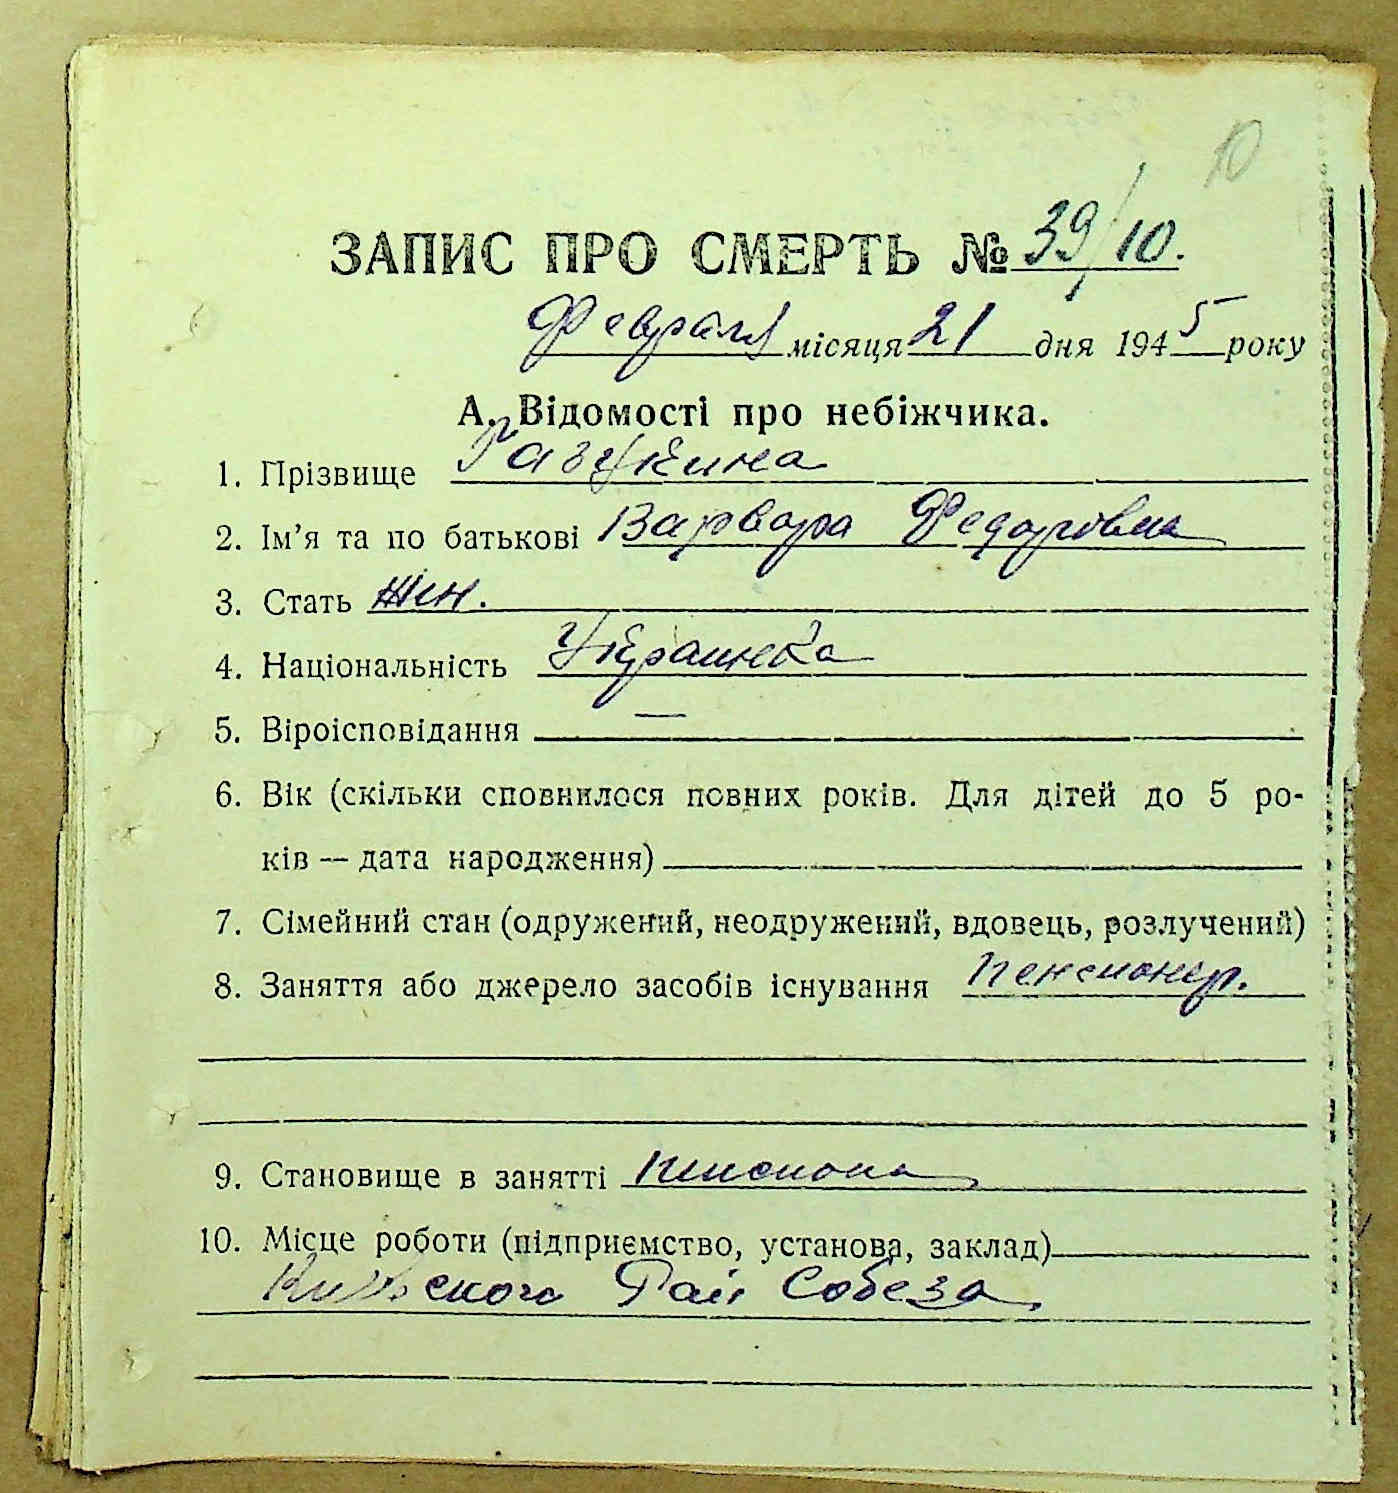 10
ЗАПИС ПРО СМЕРТЬ № 39/10.
Февраля місяця 21 дня 1945 року
А. Відомості про небіжчика.
1. Прізвище
2. Ім’я та по батькові Варвара Федоровна
3. Стать жин.
4. Національність Украинка
5. Віроісповідання —
6. Вік (скільки сповнилося повних років. Для дітей до 5 ро-
ків — дата народження)
7. Сімейний стан (одружений, неодружений, вдовець, розлучений)
8. Заняття або джерело засобів існування пенсионер.
9. Становище в занятті
10. Місце роботи (підприємство, установа, заклад)
Рай Собеза